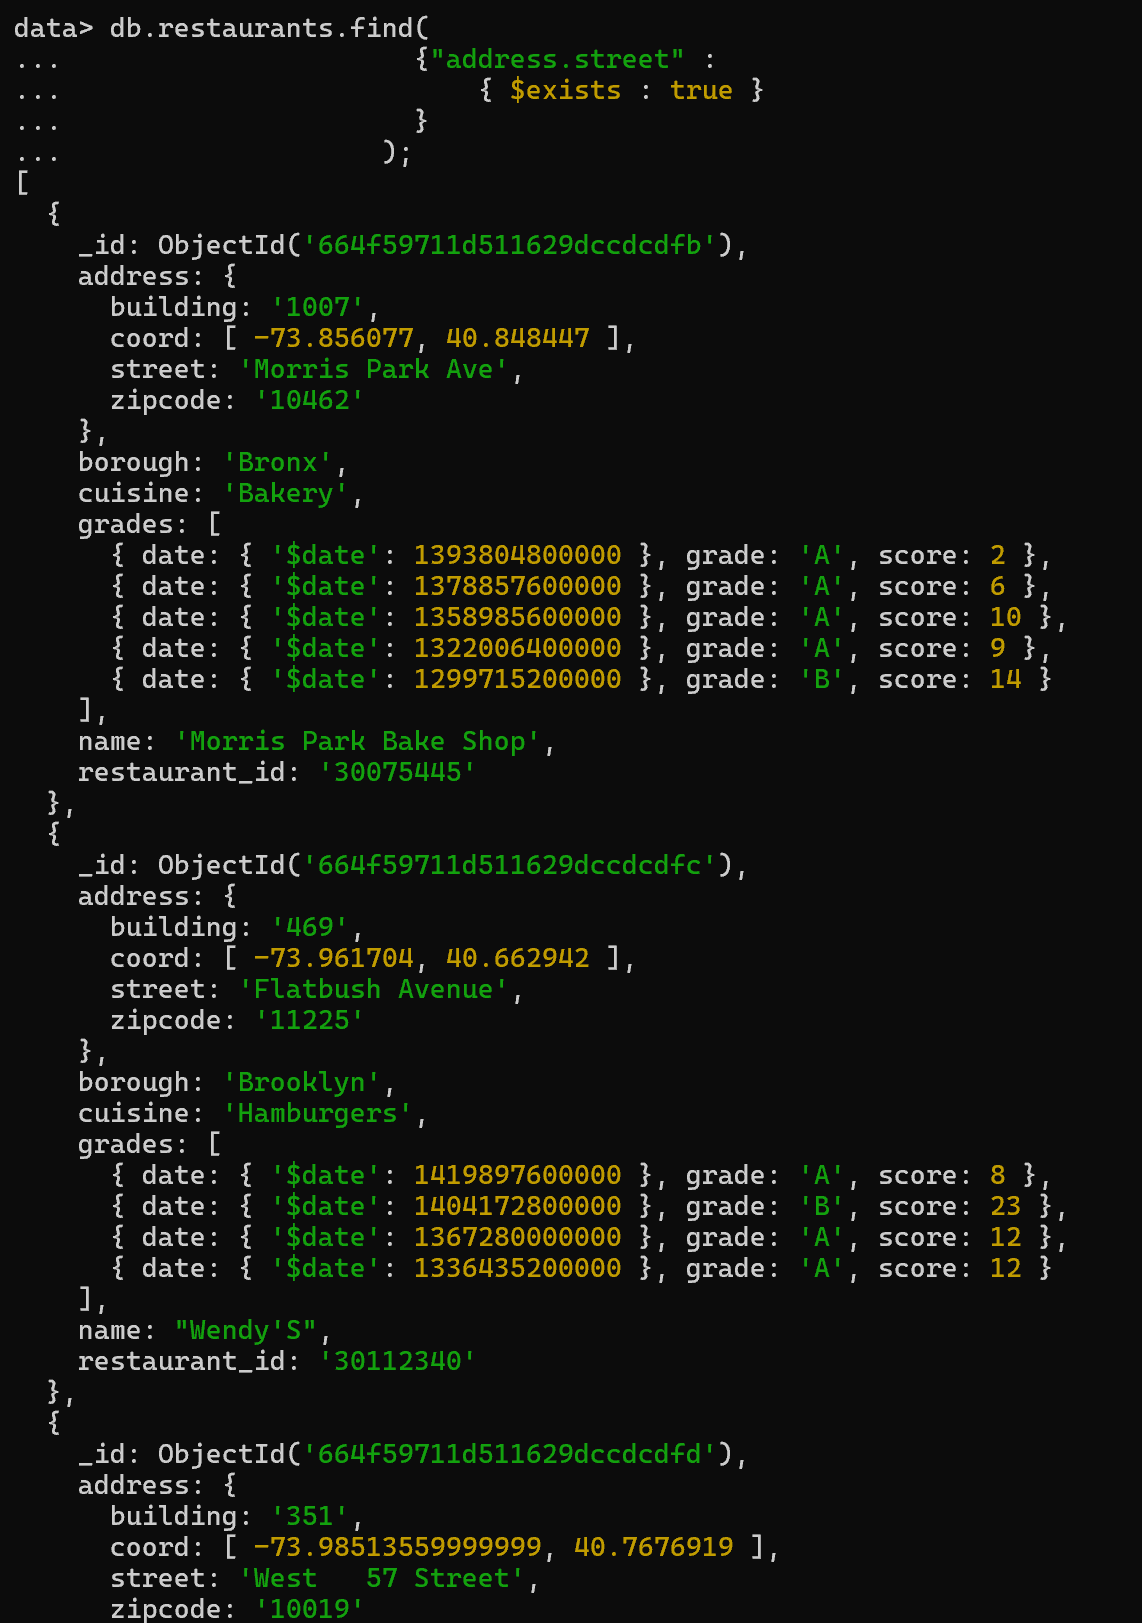 data> db.restaurants.find(
...                      {"address.street" :
...                          { $exists : true }
...                      }
...                    );
[
  {
    _id: ObjectId('664f59711d511629dccdcdfb'),
    address: {
      building: '1007',
      coord: [ -73.856077, 40.848447 ],
      street: 'Morris Park Ave',
      zipcode: '10462'
    },
    borough: 'Bronx',
    cuisine: 'Bakery',
    grades: [
      { date: { '$date': 1393804800000 }, grade: 'A', score: 2 },
      { date: { '$date': 1378857600000 }, grade: 'A', score: 6 },
      { date: { '$date': 1358985600000 }, grade: 'A', score: 10 },
      { date: { '$date': 1322006400000 }, grade: 'A', score: 9 },
      { date: { '$date': 1299715200000 }, grade: 'B', score: 14 }
    ],
    name: 'Morris Park Bake Shop',
    restaurant_id: '30075445'
  },
  {
    _id: ObjectId('664f59711d511629dccdcdfc'),
    address: {
      building: '469',
      coord: [ -73.961704, 40.662942 ],
      street: 'Flatbush Avenue',
      zipcode: '11225'
    },
    borough: 'Brooklyn',
    cuisine: 'Hamburgers',
    grades: [
      { date: { '$date': 1419897600000 }, grade: 'A', score: 8 },
      { date: { '$date': 1404172800000 }, grade: 'B', score: 23 },
      { date: { '$date': 1367280000000 }, grade: 'A', score: 12 },
      { date: { '$date': 1336435200000 }, grade: 'A', score: 12 }
    ],
    name: "Wendy'S",
    restaurant_id: '30112340'
  },
  {
    _id: ObjectId('664f59711d511629dccdcdfd'),
    address: {
      building: '351',
      coord: [ -73.98513559999999, 40.7676919 ],
      street: 'West   57 Street',
      zipcode: '10019'